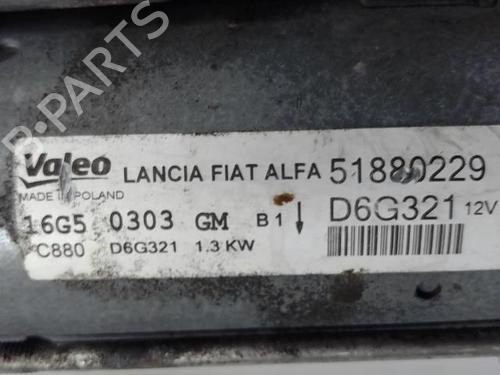 B-PARTS
Valeo LANCIA FIAT ALFA 51880229
MADE IN POLAND D6G321 12V
16G5 0303 GM B1 ↓
C880 D6G321 1.3 KW